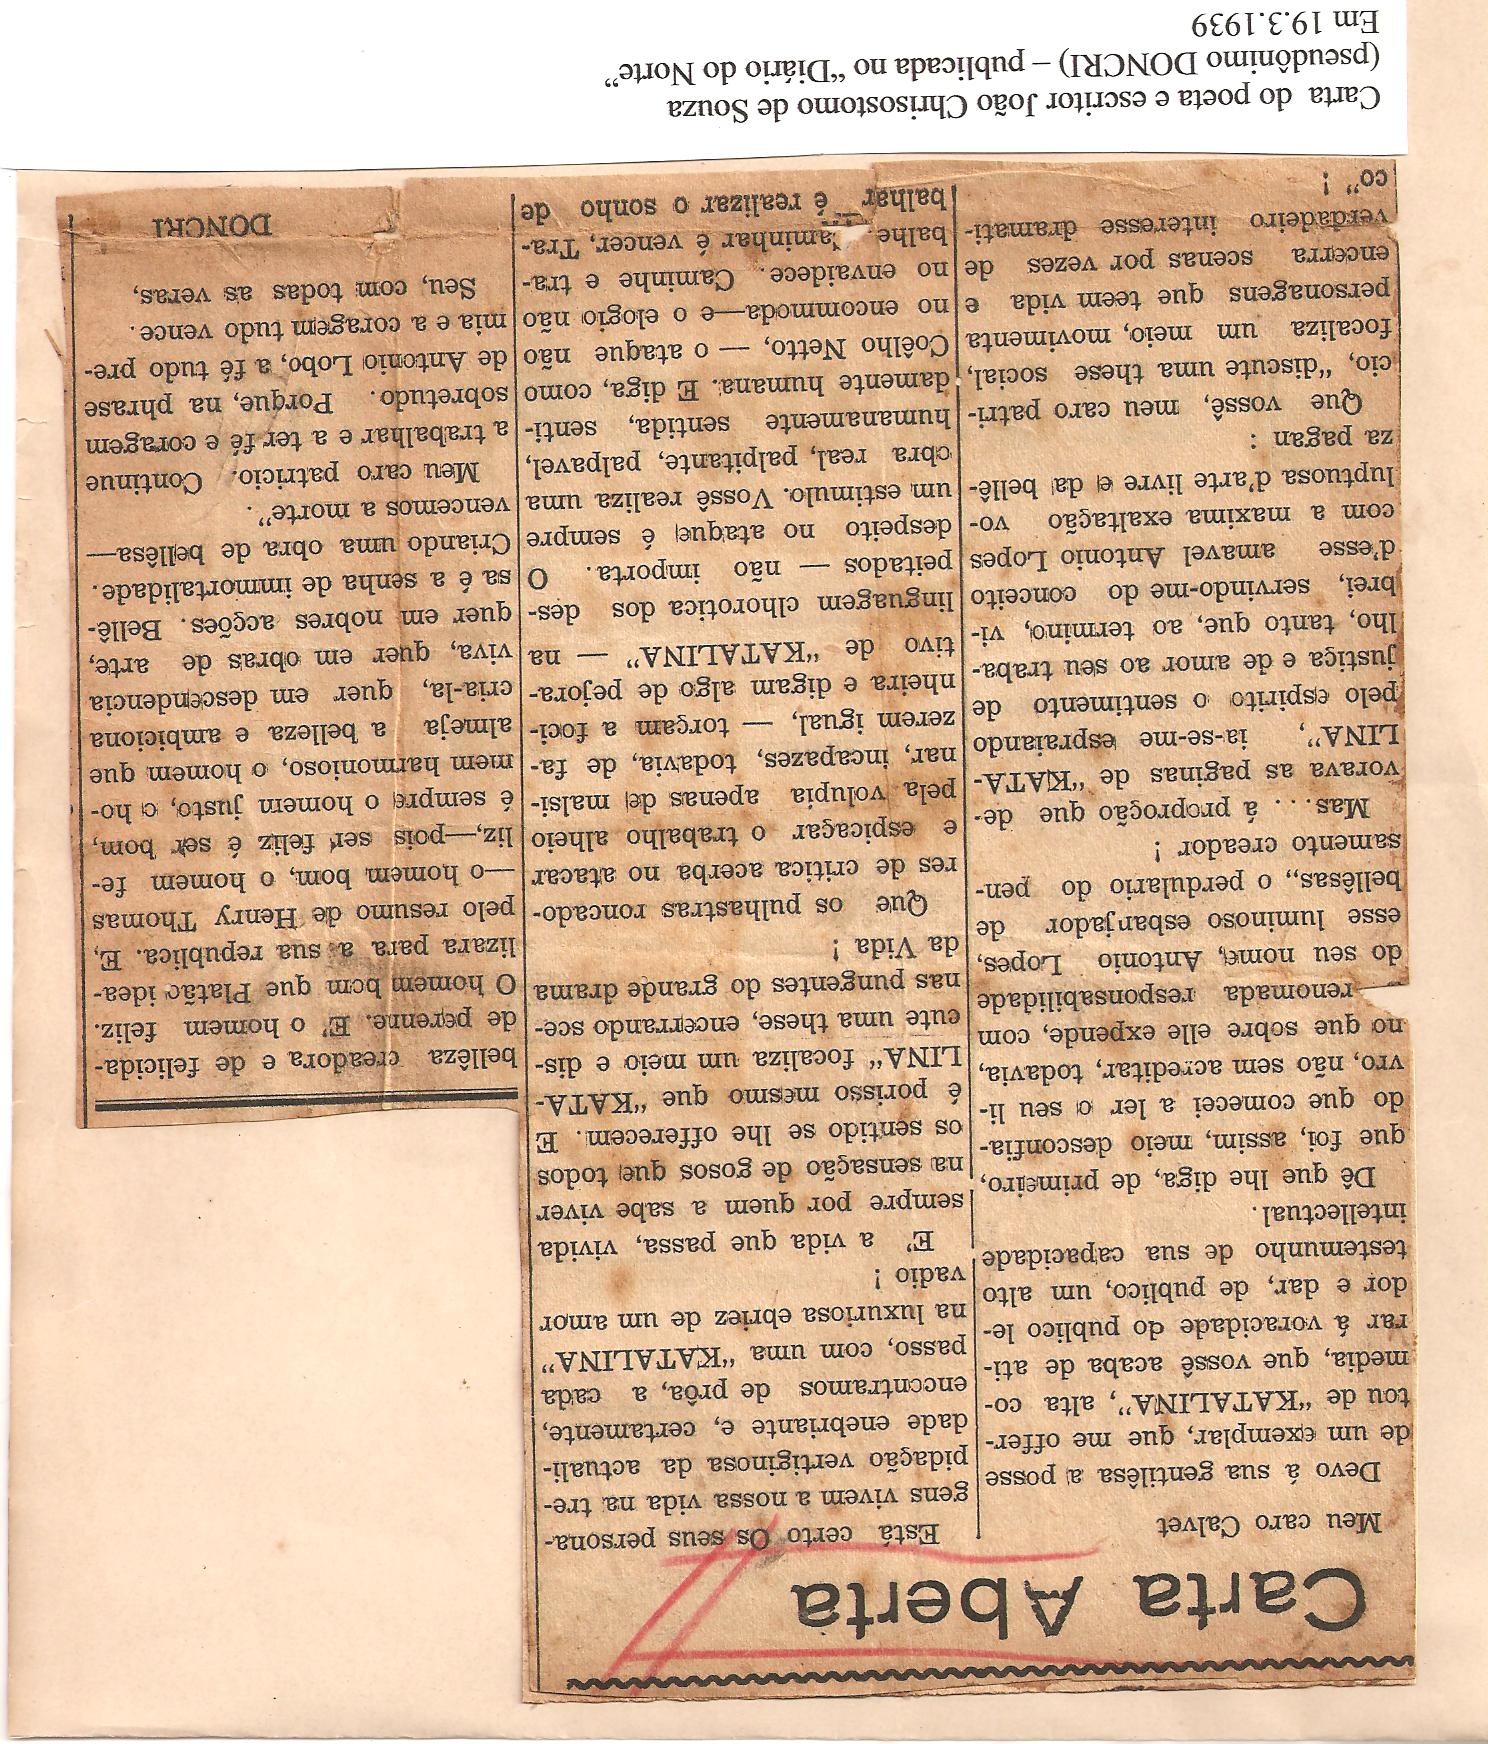 Carta Aberta
Meu caro Calvet
Devo á sua gentilêsa a posse
de um exemplar, que me offer-
tou de "KATALINA", alta co-
media, que vossê acaba de ati-
rar á voracidade do publico le-
dor e dar, de publico, um alto
testemunho de sua capacidade
intellectual.
Dê que lhe diga, de primeiro,
que foi, assim, meio desconfia-
do que comecei a ler o seu li-
vro, não sem acreditar, todavia,
no que sobre elle expende, com
renomada responsabilidade
do seu nome, Antonio Lopes,
esse luminoso esbanjador de
bellêsas,, o perdulario do pen-
samento creador !
Mas... á proproção que de-
vorava as paginas de "KATA-
LINA", ia-se-me espraiando
pelo espirito o sentimento de
justiça e de amor ao seu traba-
lho, tanto que, ao termino, vi-
brei, servindo-me do conceito
d'esse amavel Antonio Lopes
com a maxima exaltação vo-
luptuosa d'arte livre e da bellê-
za pagan :
Que vossê, meu caro patri-
cio, "discute uma these social,
focaliza um meio, movimenta
personagens que teem vida e
encerra scenas por vezes de
verdadeiro interesse dramati-
co" !
Está certo Os seus persona-
gens vivem a nossa vida na tre-
pidação vertiginosa da actuali-
dade enebriante e, certamente,
encontramos de prôa, a cada
passo, com uma "KATALINA"
na luxuriosa ebriez de um amor
vadio !
E' a vida que passa, vivida
sempre por quem a sabe viver
na sensação de gosos que todos
os sentido se lhe offerecem. E
é porisso mesmo que "KATA-
LINA" focaliza um meio e dis-
cute uma these, encerrando sce-
nas pungentes do grande drama
da Vida !
Que os pulhastras roncado-
res de critica acerba no atacar
e espicaçar o trabalho alheio
pela volupia apenas de malsi-
nar, incapazes, todavia, de fa-
zerem igual, — torçam a foci-
nheira e digam algo de pejora-
tivo de "KATALINA" — na
linguagem clhorotica dos des-
peitados — não importa. O
despeito no ataque é sempre
um estimulo. Vossê realiza uma
obra real, palpitante, palpavel,
humanamente sentida, senti-
damente humana. E diga, como
Coêlho Netto, — o ataque não
no encommoda—e o elogio não
no envaidece. Caminhe e tra-
balhe. Caminhar é vencer, Tra-
balhar é realizar o sonho de
bellêza creadora e de felicida-
de perenne. E' o homem feliz.
O homem bom que Platão idea-
lizara para a sua republica. E,
pelo resumo de Henry Thomas
—o homem bom, o homem fe-
liz,—pois ser feliz é ser bom,
é sempre o homem justo, o ho-
mem harmonioso, o homem que
almeja a belleza e ambiciona
cria-la, quer em descendencia
viva, quer em obras de arte,
quer em nobres acções. Bellê-
sa é a senha de immortalidade.
Criando uma obra de bellêsa—
vencemos a morte".
Meu caro patricio. Continue
a trabalhar e a ter fé e coragem
sobretudo. Porque, na phrase
de Antonio Lobo, a fé tudo pre-
mia e a coragem tudo vence.
Seu, com todas as veras,
DONCRI
Carta do poeta e escritor João Chrisostomo de Souza
(pseudônimo DONCRI) – publicada no "Diário do Norte"
Em 19.3.1939